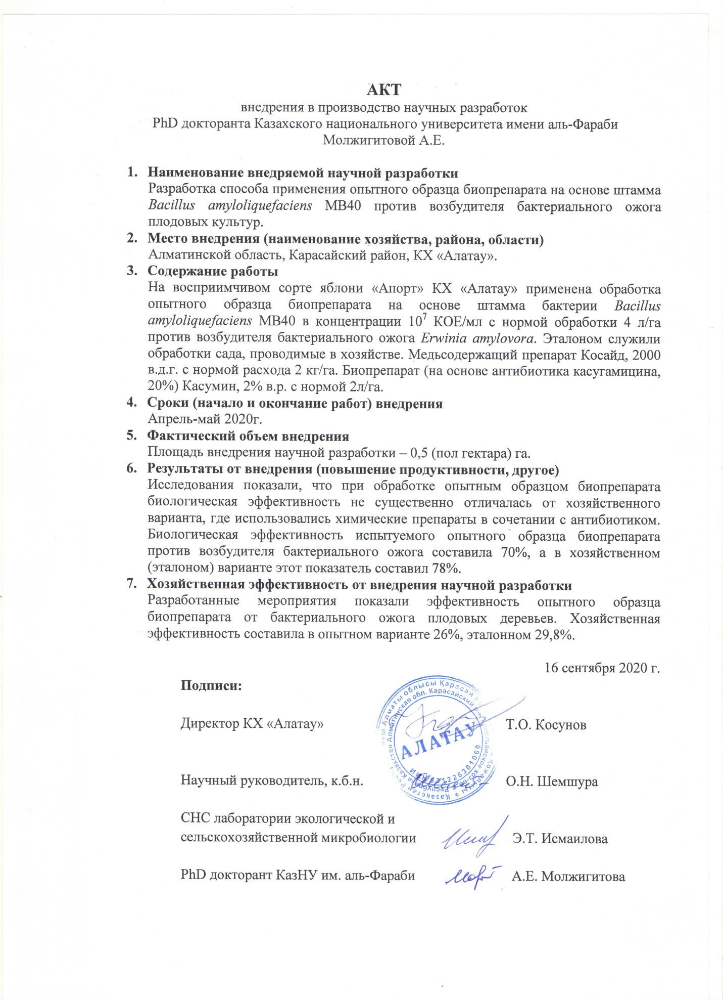 АКТ
внедрения в производство научных разработок
PhD докторанта Казахского национального университета имени аль-Фараби
Молжигитовой А.Е.
1. Наименование внедряемой научной разработки
Разработка способа применения опытного образца биопрепарата на основе штамма
Bacillus amyloliquefaciens МВ40 против возбудителя бактериального ожога
плодовых культур.
2. Место внедрения (наименование хозяйства, района, области)
Алматинской область, Карасайский район, КХ «Алатау».
3. Содержание работы
На восприимчивом сорте яблони «Апорт» КХ «Алатау» применена обработка
опытного образца биопрепарата на основе штамма бактерии Bacillus
amyloliquefaciens МВ40 в концентрации 10⁷ КОЕ/мл с нормой обработки 4 л/га
против возбудителя бактериального ожога Erwinia amylovora. Эталоном служили
обработки сада, проводимые в хозяйстве. Медьсодержащий препарат Косайд, 2000
в.д.г. с нормой расхода 2 кг/га. Биопрепарат (на основе антибиотика касугамицина,
20%) Касумин, 2% в.р. с нормой 2л/га.
4. Сроки (начало и окончание работ) внедрения
Апрель-май 2020г.
5. Фактический объем внедрения
Площадь внедрения научной разработки – 0,5 (пол гектара) га.
6. Результаты от внедрения (повышение продуктивности, другое)
Исследования показали, что при обработке опытным образцом биопрепарата
биологическая эффективность не существенно отличалась от хозяйственного
варианта, где использовались химические препараты в сочетании с антибиотиком.
Биологическая эффективность испытуемого опытного образца биопрепарата
против возбудителя бактериального ожога составила 70%, а в хозяйственном
(эталоном) варианте этот показатель составил 78%.
7. Хозяйственная эффективность от внедрения научной разработки
Разработанные мероприятия показали эффективность опытного образца
биопрепарата от бактериального ожога плодовых деревьев. Хозяйственная
эффективность составила в опытном варианте 26%, эталонном 29,8%.
16 сентября 2020 г.
Подписи:
Директор КХ «Алатау» Т.О. Косунов
Алматы облысы Қарасай
Алматинская обл. Карасайский р-н
АЛАТАУ
Научный руководитель, к.б.н. О.Н. Шемшура
СНС лаборатории экологической и
сельскохозяйственной микробиологии Э.Т. Исмаилова
PhD докторант КазНУ им. аль-Фараби А.Е. Молжигитова